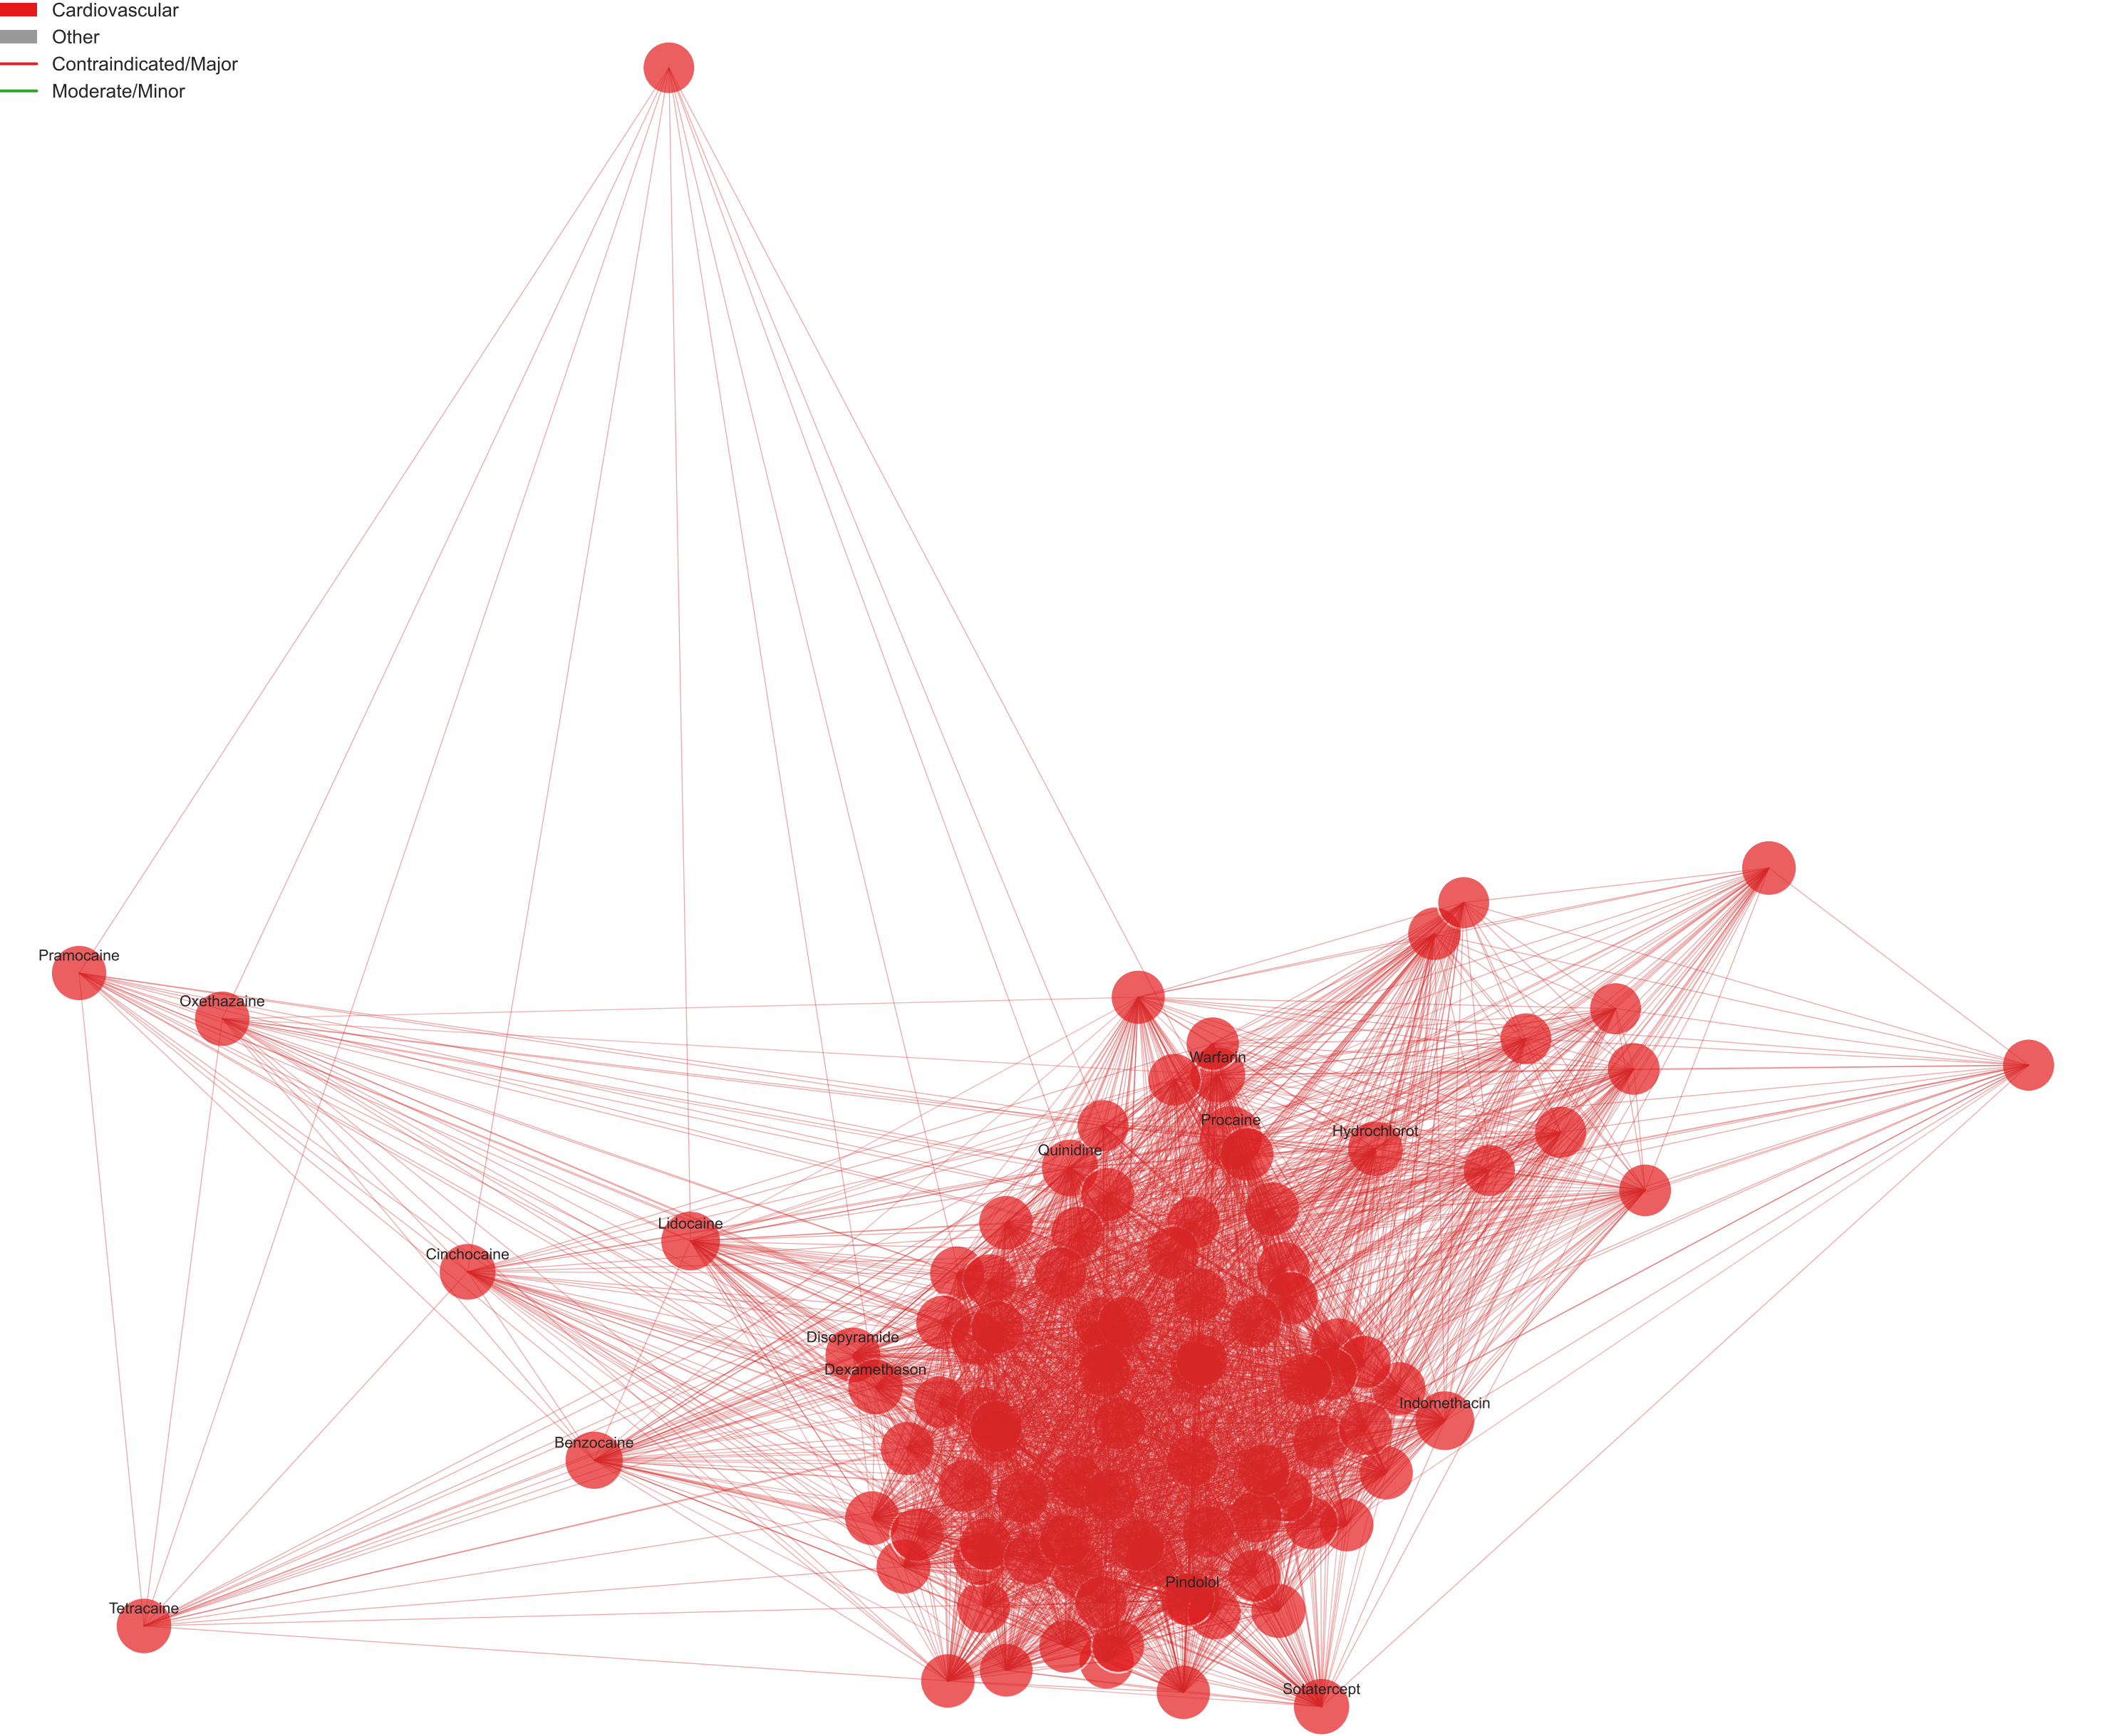 Cardiovascular
Other
Contraindicated/Major
Moderate/Minor
Pramocaine
Oxethazaine
Warfarin
Procaine
Hydrochlorot
Quinidine
Lidocaine
Cinchocaine
Disopyramide
Dexamethason
Indomethacin
Benzocaine
Pindolol
Tetracaine
Sotatercept